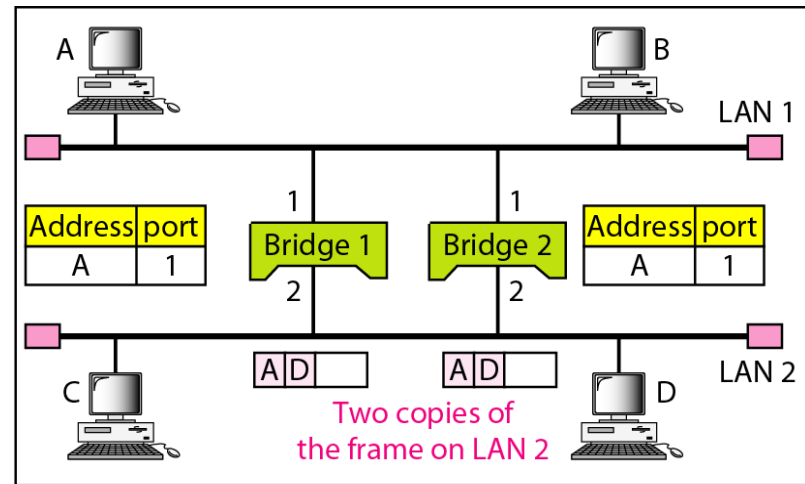 A
B
LAN 1
1
1
Address port
A 1
Bridge 1
Bridge 2
Address port
A 1
2
2
A D
A D
LAN 2
C
D
Two copies of
the frame on LAN 2